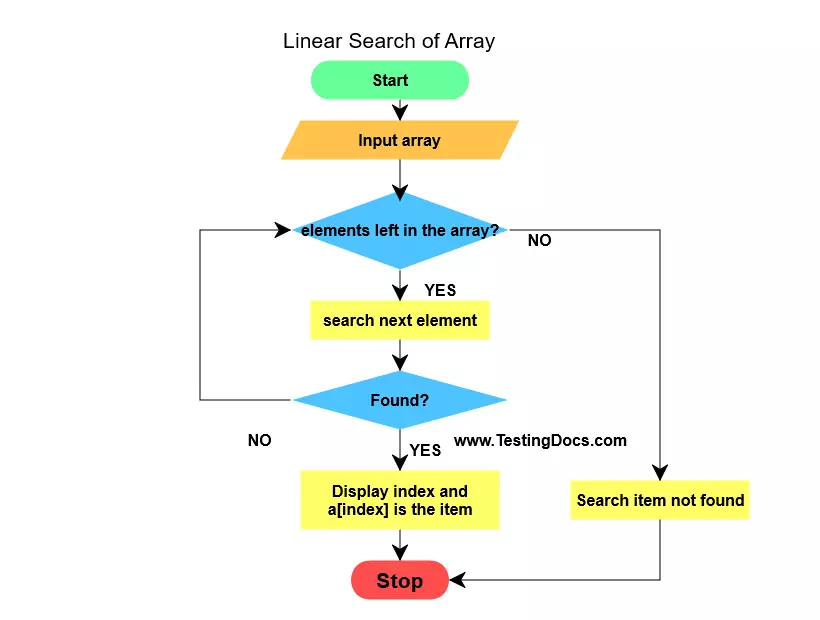 Linear Search of Array
Start
Input array
elements left in the array?
NO
YES
search next element
Found?
NO
YES
www.TestingDocs.com
Display index and
a[index] is the item
Search item not found
Stop